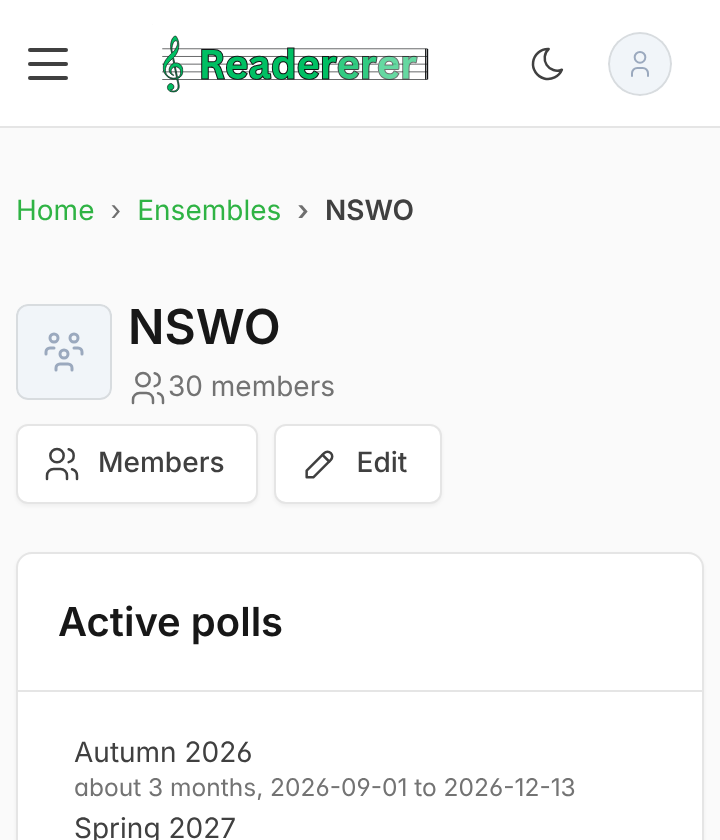 Readererer
Home › Ensembles › NSWO
NSWO
30 members
Members
Edit
Active polls
Autumn 2026
about 3 months, 2026-09-01 to 2026-12-13
Spring 2027